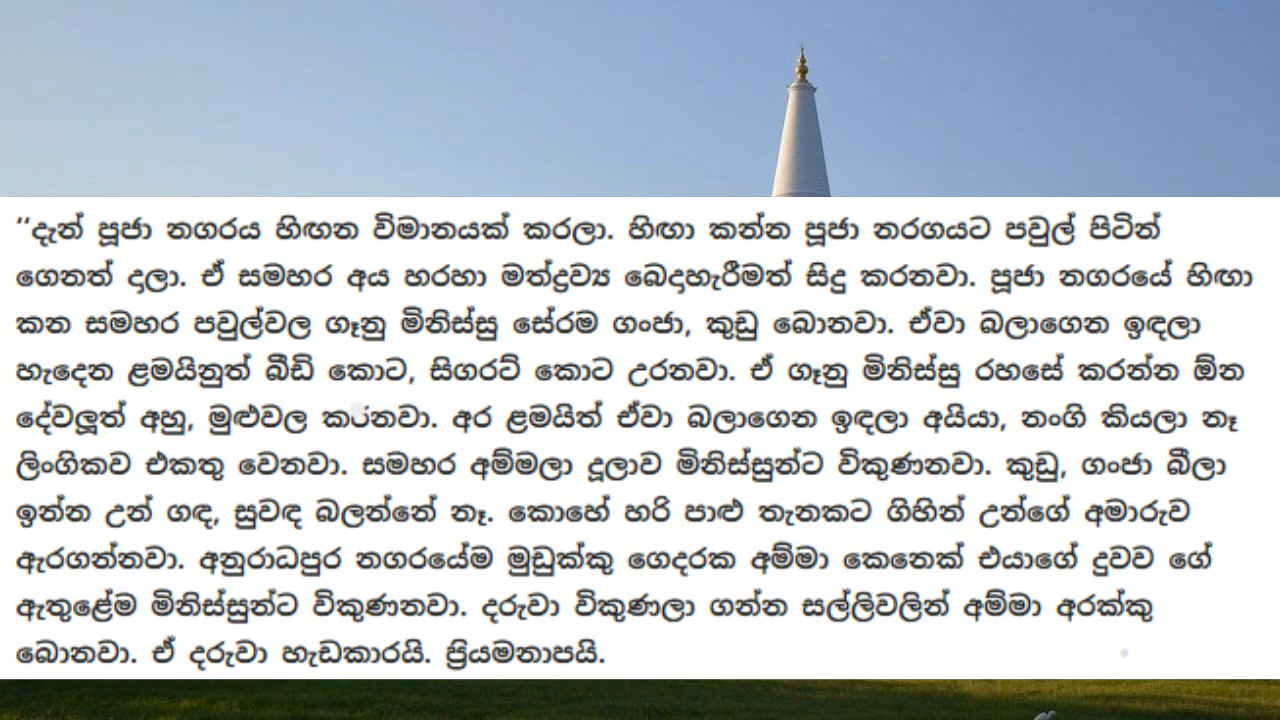 “දැන් පූජා නගරය හිඟන විමානයක් කරලා. හිඟා කන්න පූජා නරගයට පවුල් පිටින්
ගෙනත් දාලා. ඒ සමහර අය හරහා මත්ද්‍රව්‍ය බෙදාහැරීමත් සිදු කරනවා. පූජා නගරයේ හිඟා
කන සමහර පවුල්වල ගෑනු මිනිස්සු සේරම ගංජා, කුඩු බොනවා. ඒවා බලාගෙන ඉඳලා
හැදෙන ළමයිනුත් බීඩි කොට, සිගරට් කොට උරනවා. ඒ ගෑනු මිනිස්සු රහසේ කරන්න ඕන
දේවලූත් අහු, මුළුවල කරනවා. අර ළමයිත් ඒවා බලාගෙන ඉඳලා අයියා, නංගි කියලා නෑ
ලිංගිකව එකතු වෙනවා. සමහර අම්මලා දූලාව මිනිස්සුන්ට විකුණනවා. කුඩු, ගංජා බීලා
ඉන්න උන් ගඳ, සුවඳ බලන්නේ නෑ. කොහේ හරි පාළු තැනකට ගිහින් උන්ගේ අමාරුව
ඇරගන්නවා. අනුරාධපුර නගරයේම මුඩුක්කු ගෙදරක අම්මා කෙනෙක් එයාගේ දුවව ගේ
ඇතුළේම මිනිස්සුන්ට විකුණනවා. දරුවා විකුණලා ගන්න සල්ලිවලින් අම්මා අරක්කු
බොනවා. ඒ දරුවා හැඩකාරයි. ප්‍රියමනාපයි.